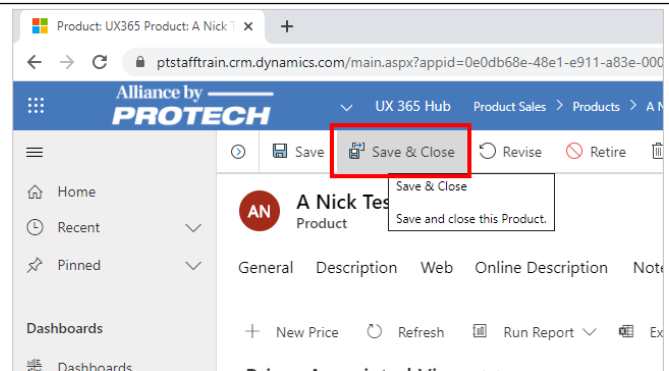 Product: UX365 Product: A Nick T
ptstafftrain.crm.dynamics.com/main.aspx?appid=0e0db68e-48e1-e911-a83e-000
Alliance by
PROTECH
UX 365 Hub Product Sales > Products > A N
Save Save & Close Revise Retire
Save & Close
Save and close this Product.
Home
Recent
Pinned
AN
A Nick Tes
Product
General Description Web Online Description Note
Dashboards
+ New Price Refresh Run Report Ex
Dashboards